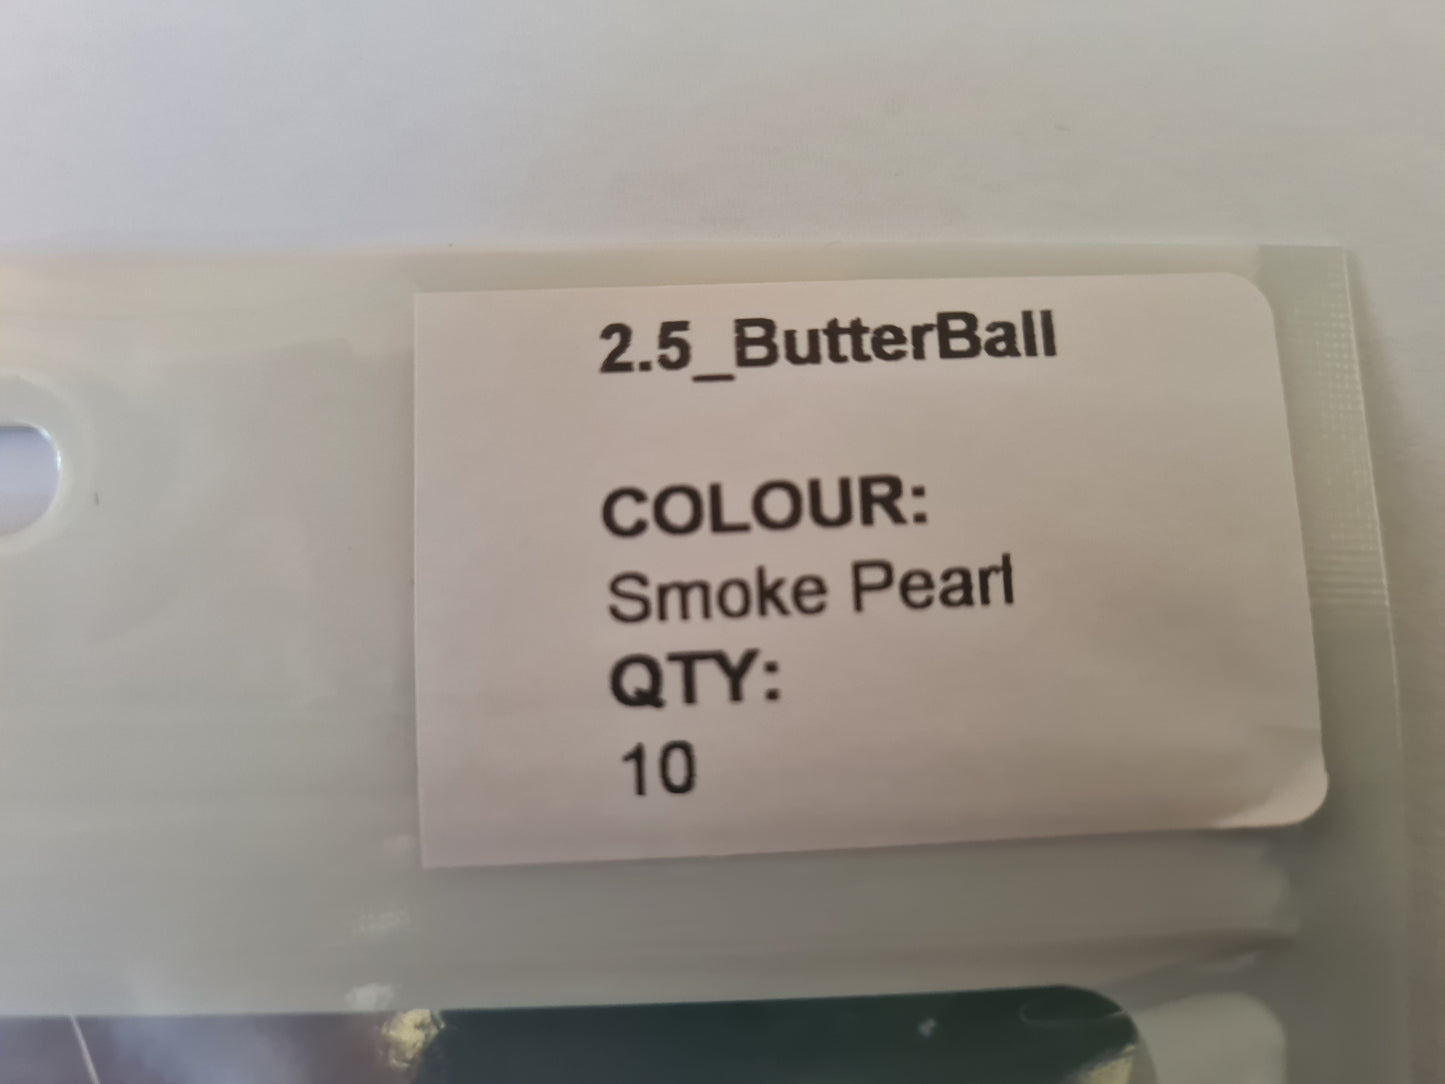 2.5_ButterBall
COLOUR:
Smoke Pearl
QTY:
10